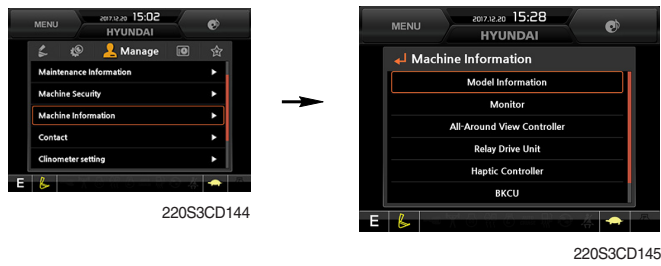 MENU
2017.12.20 15:02
HYUNDAI
Manage
Maintenance Information
Machine Security
Machine Information
Contact
Clinometer setting
E
220S3CD144
MENU
2017.12.20 15:28
HYUNDAI
Machine Information
Model Information
Monitor
All-Around View Controller
Relay Drive Unit
Haptic Controller
BKCU
E
220S3CD145